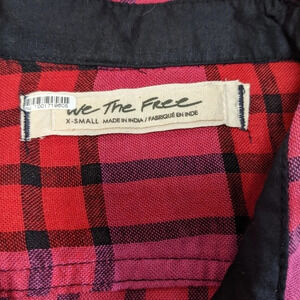 We The Free
X-SMALL MADE IN INDIA / FABRIQUÉ EN INDE